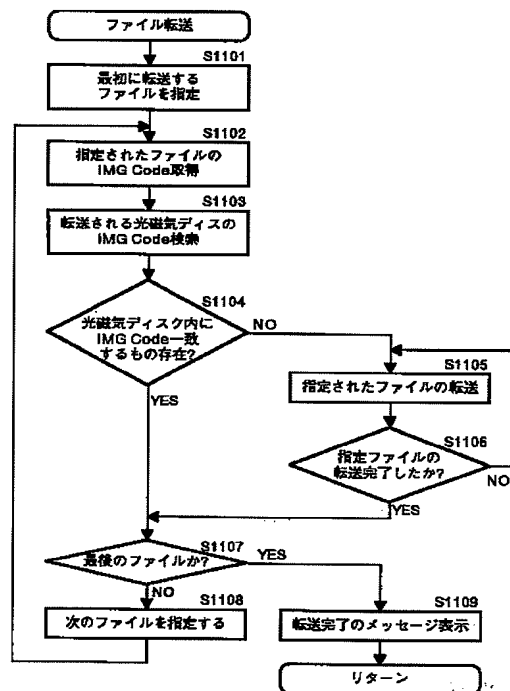 ファイル転送
S1101
最初に転送する
ファイルを指定
S1102
指定されたファイルの
IMG Code取得
S1103
転送される光磁気ディスの
IMG Code検索
S1104
光磁気ディスク内に
IMG Code一致
するもの存在?
NO
YES
S1105
指定されたファイルの転送
S1106
指定ファイルの
転送完了したか?
NO
YES
S1107
最後のファイルか?
YES
NO
S1108
次のファイルを指定する
S1109
転送完了のメッセージ表示
リターン